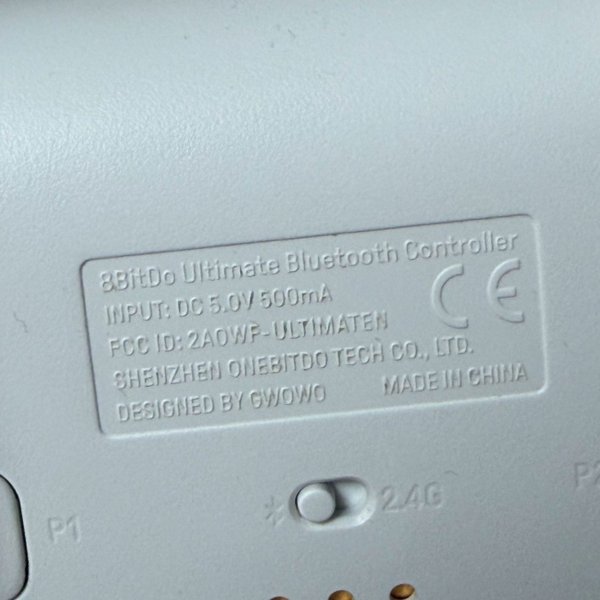 8BitDo Ultimate Bluetooth Controller
INPUT: DC 5.0V 500mA
FCC ID: 2AOWF-ULTIMATEN
SHENZHEN ONEBITDO TECH CO., LTD.
DESIGNED BY GWOWO MADE IN CHINA
CE
P1
2.4G
P2